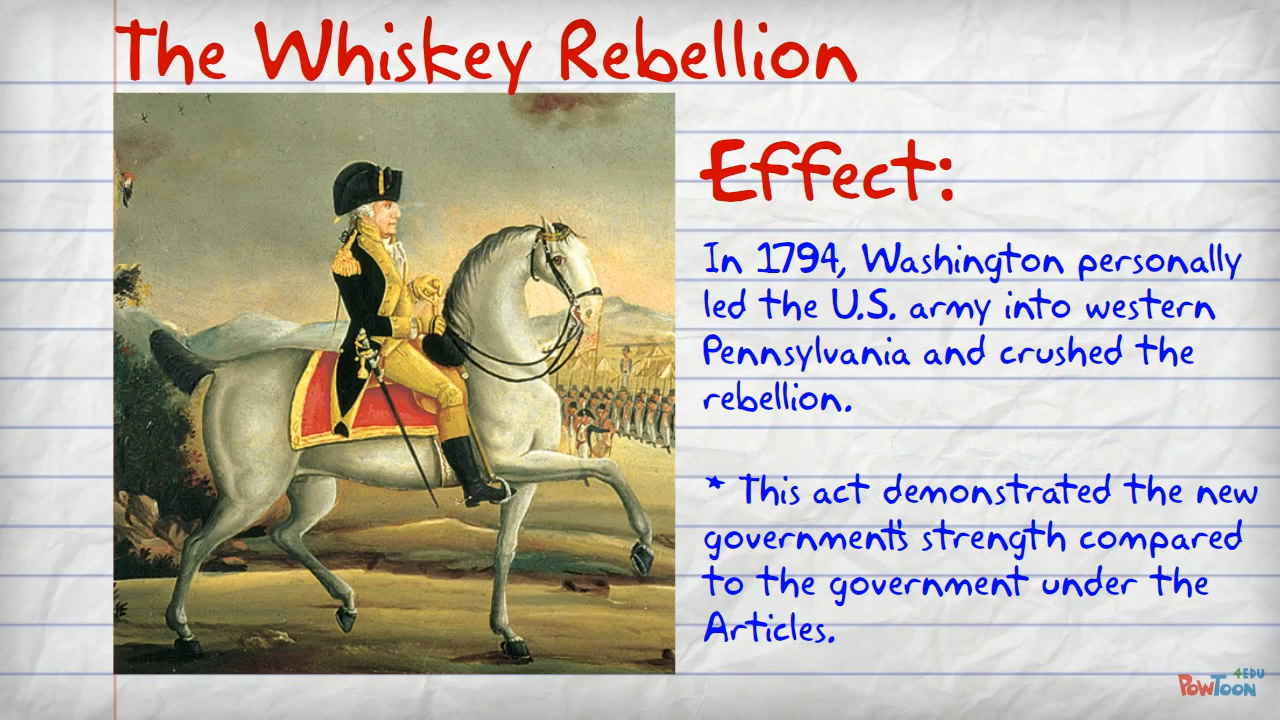 The Whiskey Rebellion
Effect:
In 1794, Washington personally
led the U.S. army into western
Pennsylvania and crushed the
rebellion.
* This act demonstrated the new
government's strength compared
to the government under the
Articles.
4EDU
POWTOON